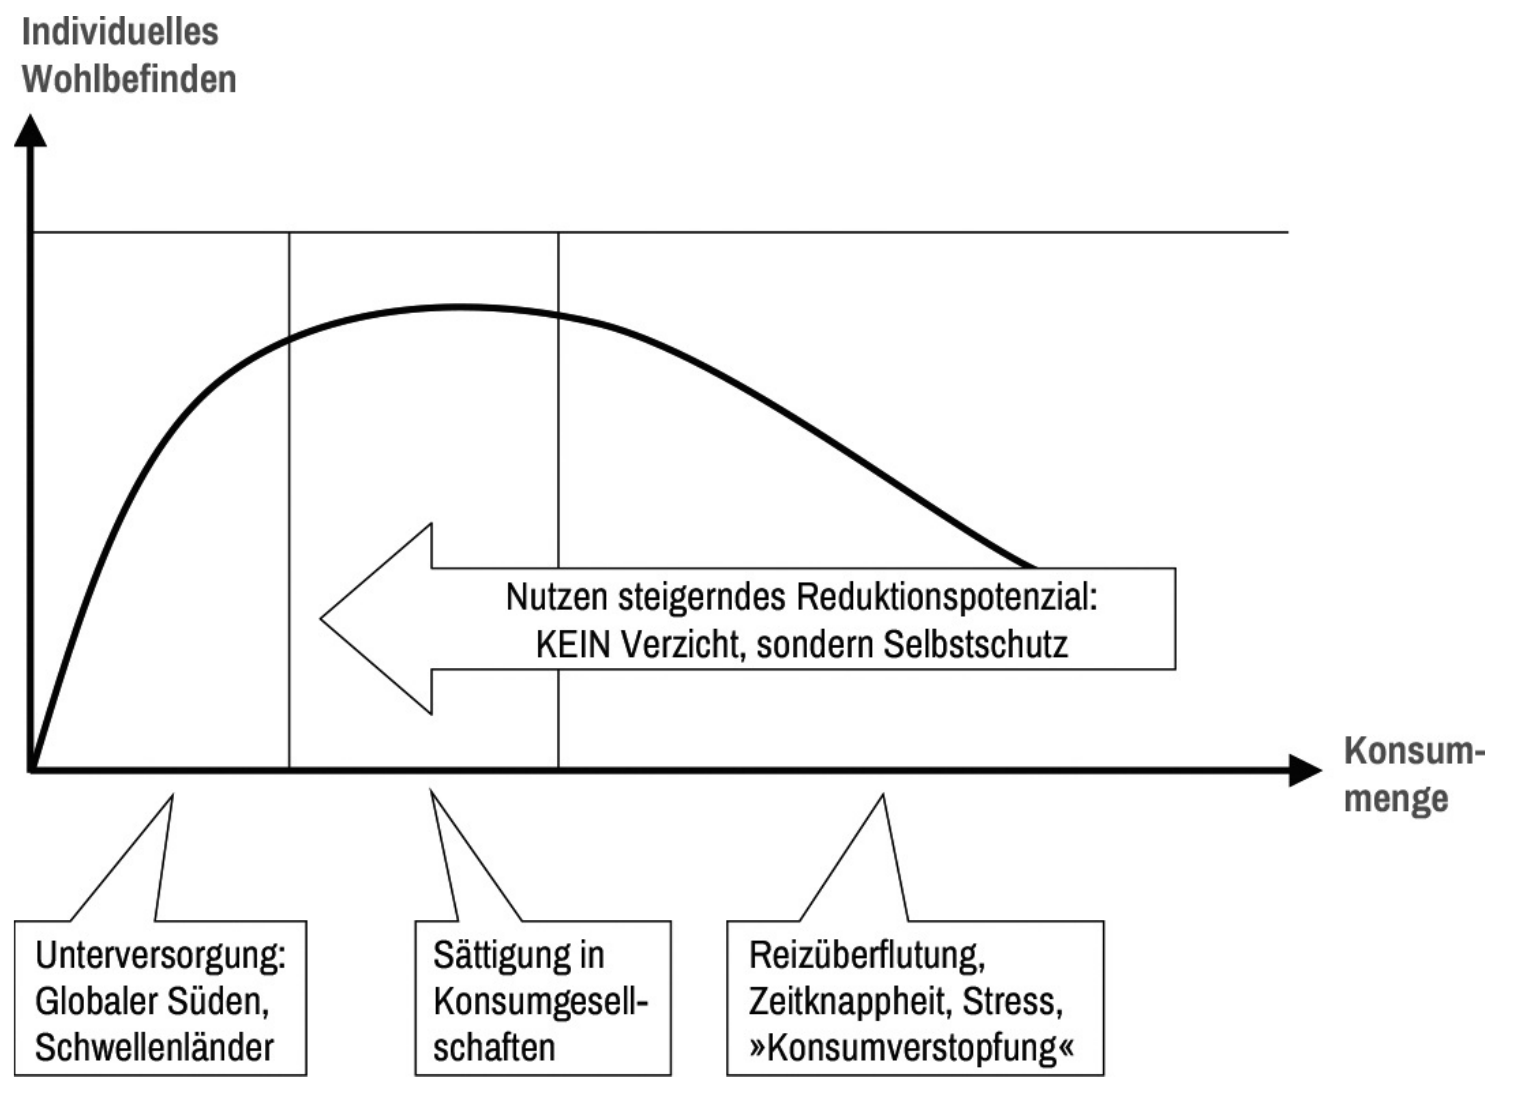 Individuelles
Wohlbefinden
Nutzen steigerndes Reduktionspotenzial:
KEIN Verzicht, sondern Selbstschutz
Konsum-
menge
Unterversorgung:
Globaler Süden,
Schwellenländer
Sättigung in
Konsumgesell-
schaften
Reizüberflutung,
Zeitknappheit, Stress,
»Konsumverstopfung«